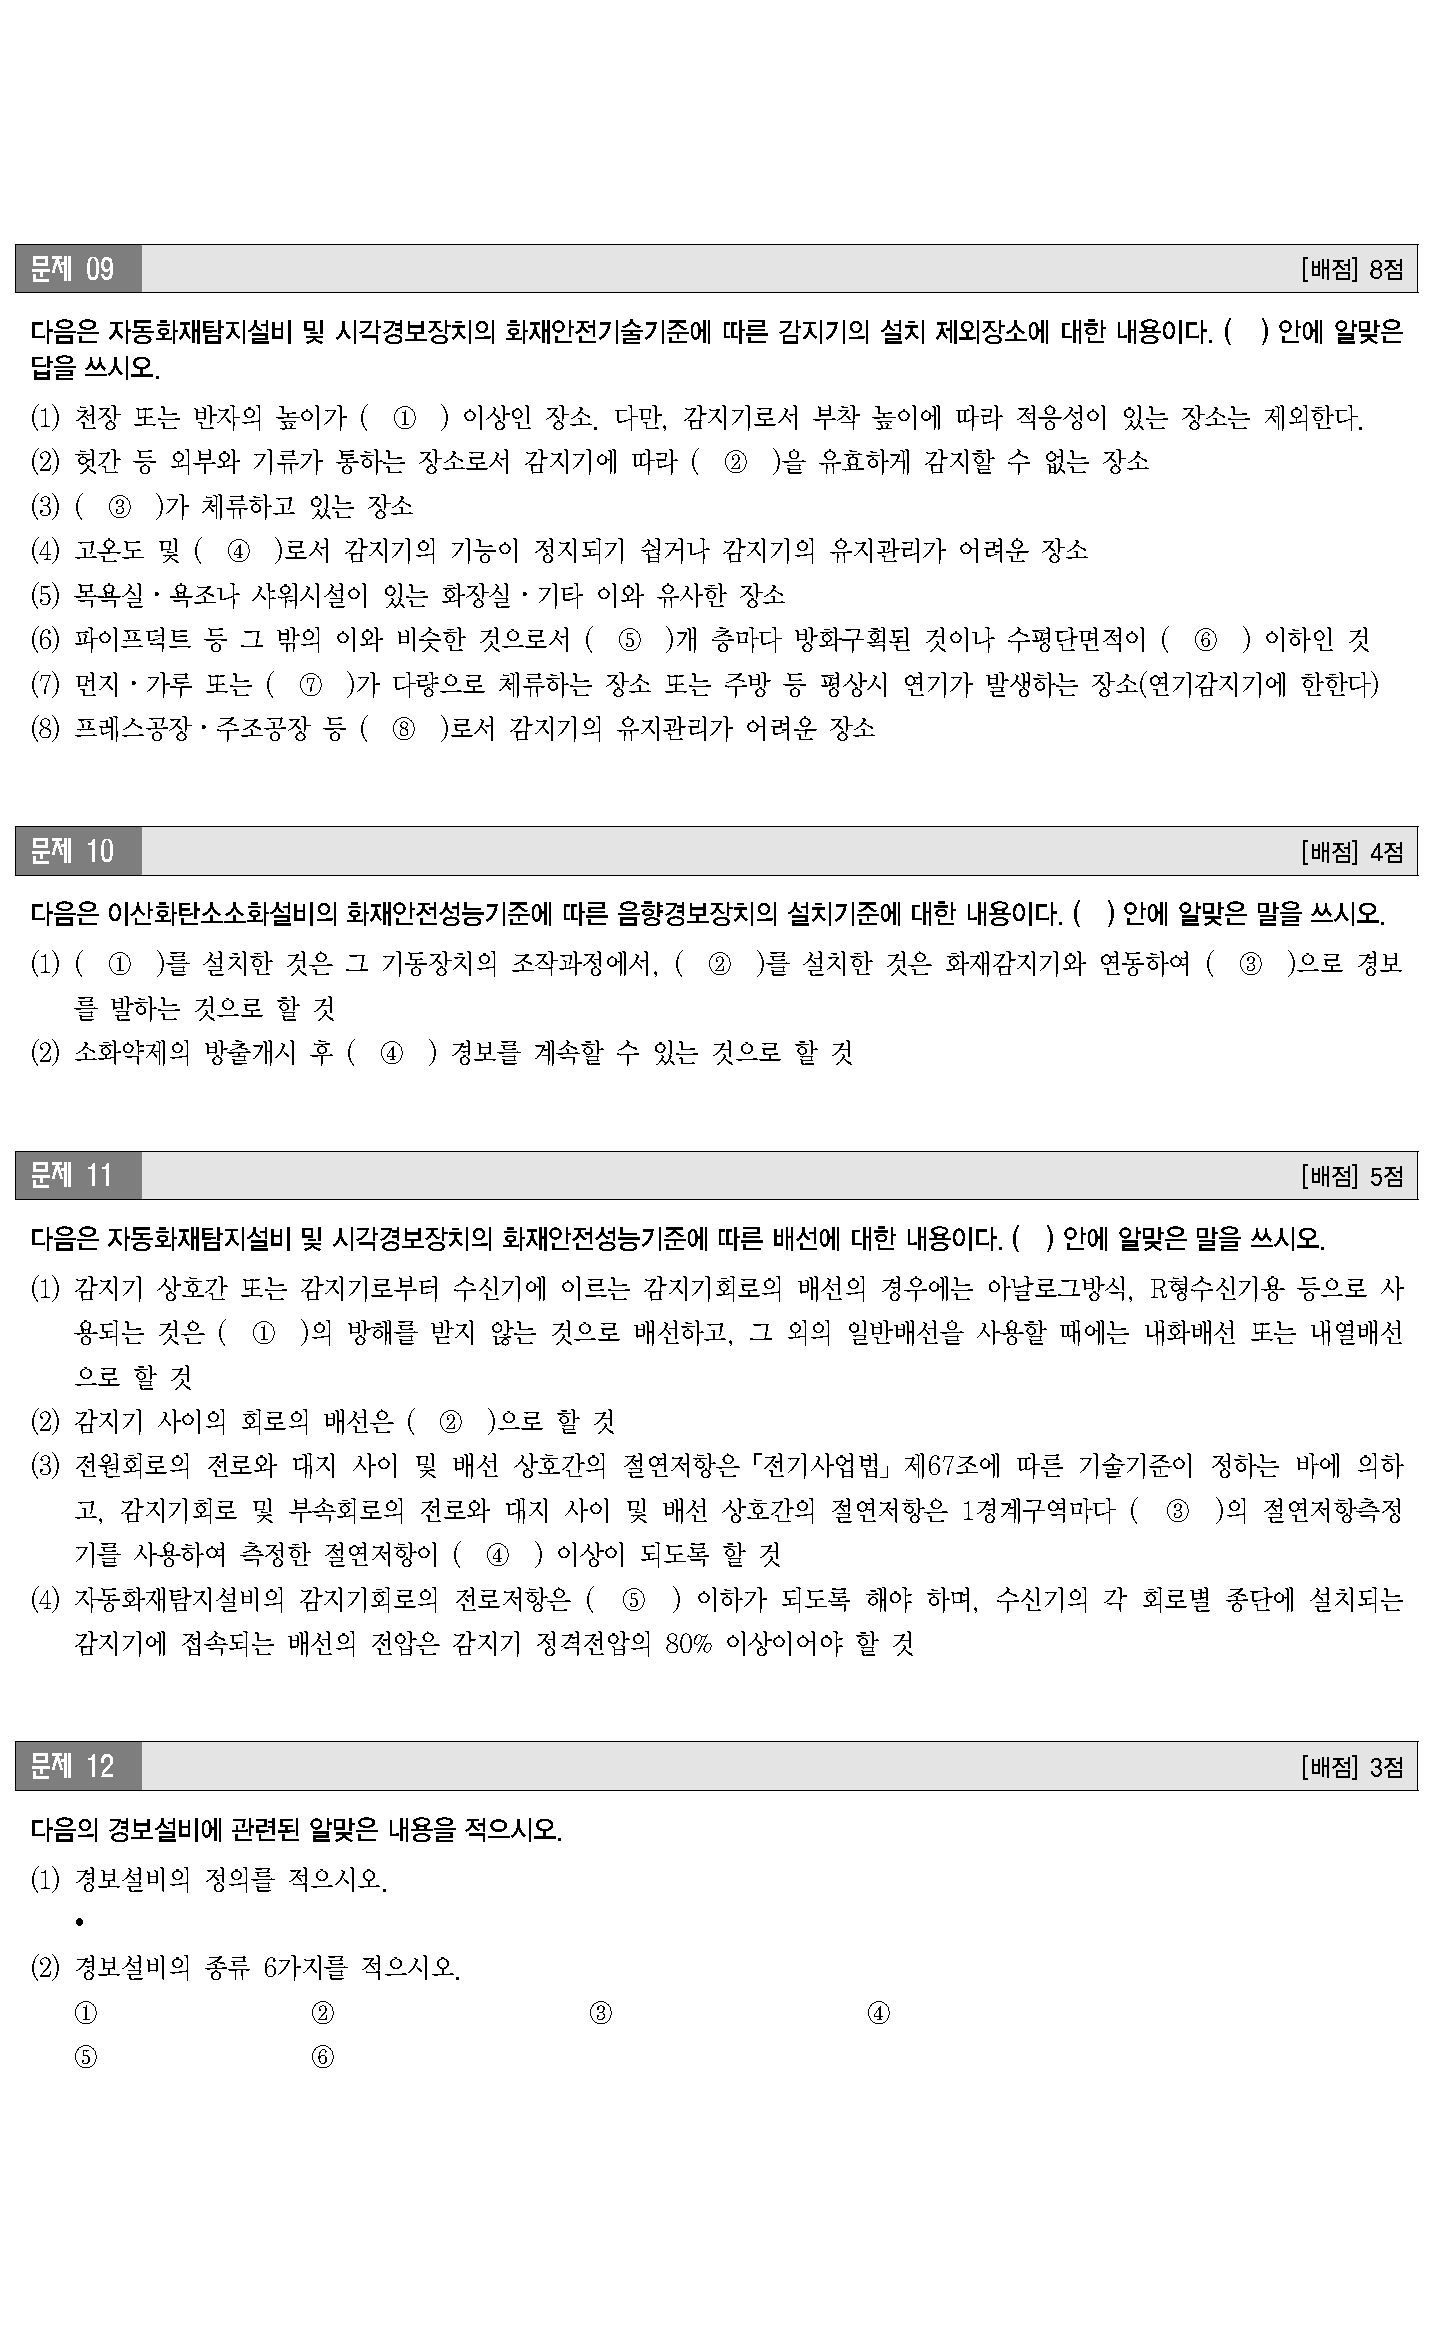 문제 09 [배점] 8점
다음은 자동화재탐지설비 및 시각경보장치의 화재안전기술기준에 따른 감지기의 설치 제외장소에 대한 내용이다. ( ) 안에 알맞은
답을 쓰시오.
(1) 천장 또는 반자의 높이가 ( ① ) 이상인 장소. 다만, 감지기로서 부착 높이에 따라 적응성이 있는 장소는 제외한다.
(2) 헛간 등 외부와 기류가 통하는 장소로서 감지기에 따라 ( ② )을 유효하게 감지할 수 없는 장소
(3) ( ③ )가 체류하고 있는 장소
(4) 고온도 및 ( ④ )로서 감지기의 기능이 정지되기 쉽거나 감지기의 유지관리가 어려운 장소
(5) 목욕실·욕조나 샤워시설이 있는 화장실·기타 이와 유사한 장소
(6) 파이프덕트 등 그 밖의 이와 비슷한 것으로서 ( ⑤ )개 층마다 방화구획된 것이나 수평단면적이 ( ⑥ ) 이하인 것
(7) 먼지·가루 또는 ( ⑦ )가 다량으로 체류하는 장소 또는 주방 등 평상시 연기가 발생하는 장소(연기감지기에 한한다)
(8) 프레스공장·주조공장 등 ( ⑧ )로서 감지기의 유지관리가 어려운 장소
문제 10 [배점] 4점
다음은 이산화탄소소화설비의 화재안전성능기준에 따른 음향경보장치의 설치기준에 대한 내용이다. ( ) 안에 알맞은 말을 쓰시오.
(1) ( ① )를 설치한 것은 그 기동장치의 조작과정에서, ( ② )를 설치한 것은 화재감지기와 연동하여 ( ③ )으로 경보
를 발하는 것으로 할 것
(2) 소화약제의 방출개시 후 ( ④ ) 경보를 계속할 수 있는 것으로 할 것
문제 11 [배점] 5점
다음은 자동화재탐지설비 및 시각경보장치의 화재안전성능기준에 따른 배선에 대한 내용이다. ( ) 안에 알맞은 말을 쓰시오.
(1) 감지기 상호간 또는 감지기로부터 수신기에 이르는 감지기회로의 배선의 경우에는 아날로그방식, R형수신기용 등으로 사
용되는 것은 ( ① )의 방해를 받지 않는 것으로 배선하고, 그 외의 일반배선을 사용할 때에는 내화배선 또는 내열배선
으로 할 것
(2) 감지기 사이의 회로의 배선은 ( ② )으로 할 것
(3) 전원회로의 전로와 대지 사이 및 배선 상호간의 절연저항은「전기사업법」제67조에 따른 기술기준이 정하는 바에 의하
고, 감지기회로 및 부속회로의 전로와 대지 사이 및 배선 상호간의 절연저항은 1경계구역마다 ( ③ )의 절연저항측정
기를 사용하여 측정한 절연저항이 ( ④ ) 이상이 되도록 할 것
(4) 자동화재탐지설비의 감지기회로의 전로저항은 ( ⑤ ) 이하가 되도록 해야 하며, 수신기의 각 회로별 종단에 설치되는
감지기에 접속되는 배선의 전압은 감지기 정격전압의 80% 이상이어야 할 것
문제 12 [배점] 3점
다음의 경보설비에 관련된 알맞은 내용을 적으시오.
(1) 경보설비의 정의를 적으시오.
•
(2) 경보설비의 종류 6가지를 적으시오.
① ② ③ ④
⑤ ⑥